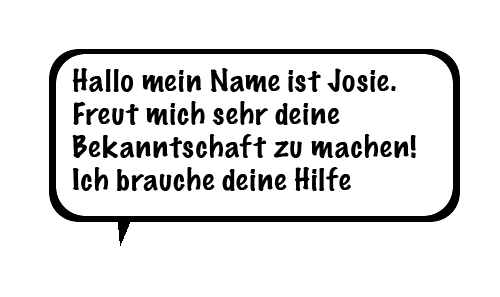 Hallo mein Name ist Josie.
Freut mich sehr deine
Bekanntschaft zu machen!
Ich brauche deine Hilfe